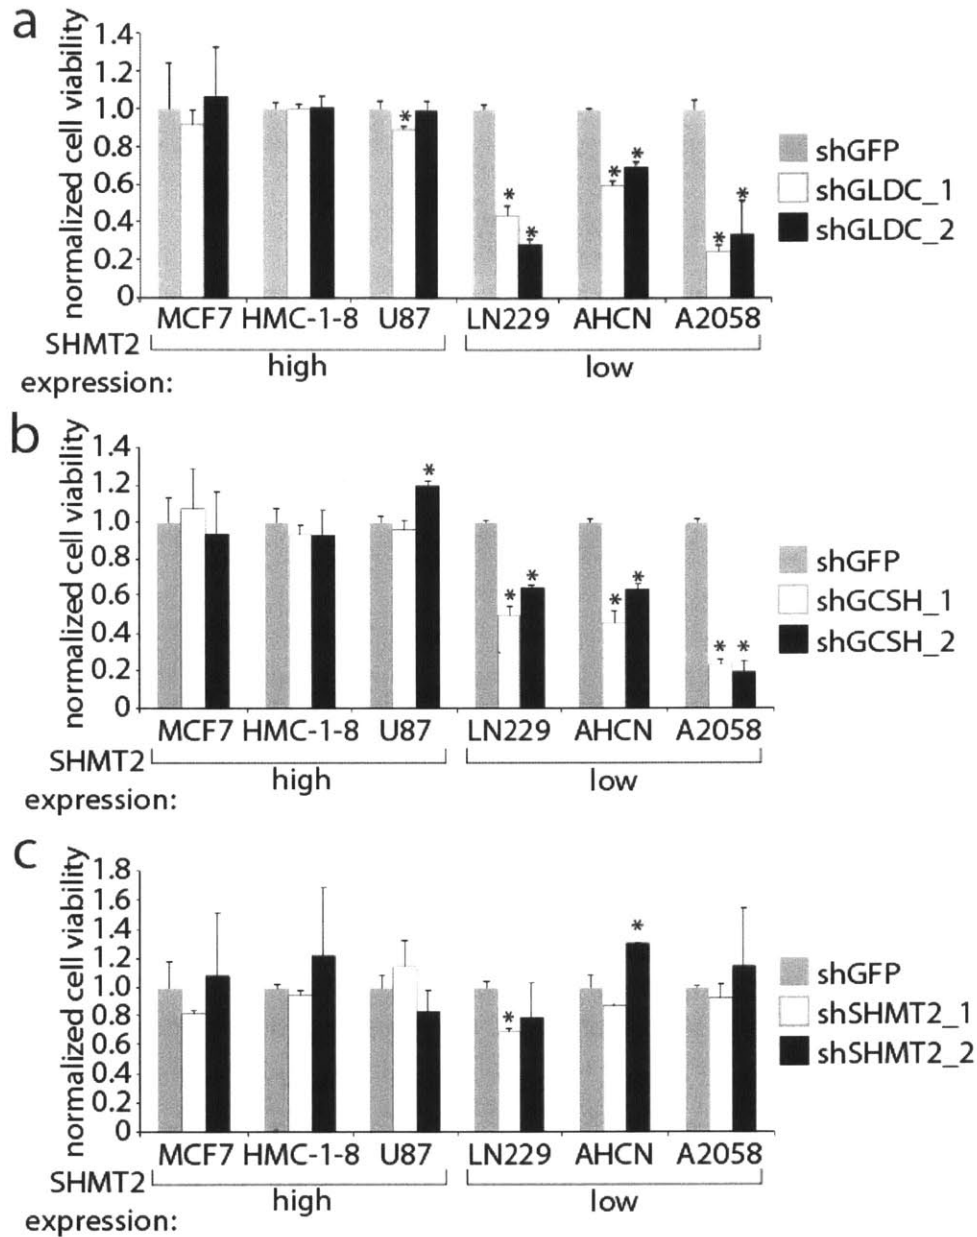 a
normalized cell viability
1.4
1.2
1.0
0.8
0.6
0.4
0.2
0
* * * * * * *
shGFP
shGLDC_1
shGLDC_2
MCF7 HMC-1-8 U87 LN229 AHCN A2058
SHMT2
expression:
high low
b
normalized cell viability
1.4
1.2
1.0
0.8
0.6
0.4
0.2
0
* * * * * * *
shGFP
shGCSH_1
shGCSH_2
MCF7 HMC-1-8 U87 LN229 AHCN A2058
SHMT2
expression:
high low
c
normalized cell viability
1.8
1.6
1.4
1.2
1.0
0.8
0.6
0.4
0.2
0
* *
shGFP
shSHMT2_1
shSHMT2_2
MCF7 HMC-1-8 U87 LN229 AHCN A2058
SHMT2
expression:
high low